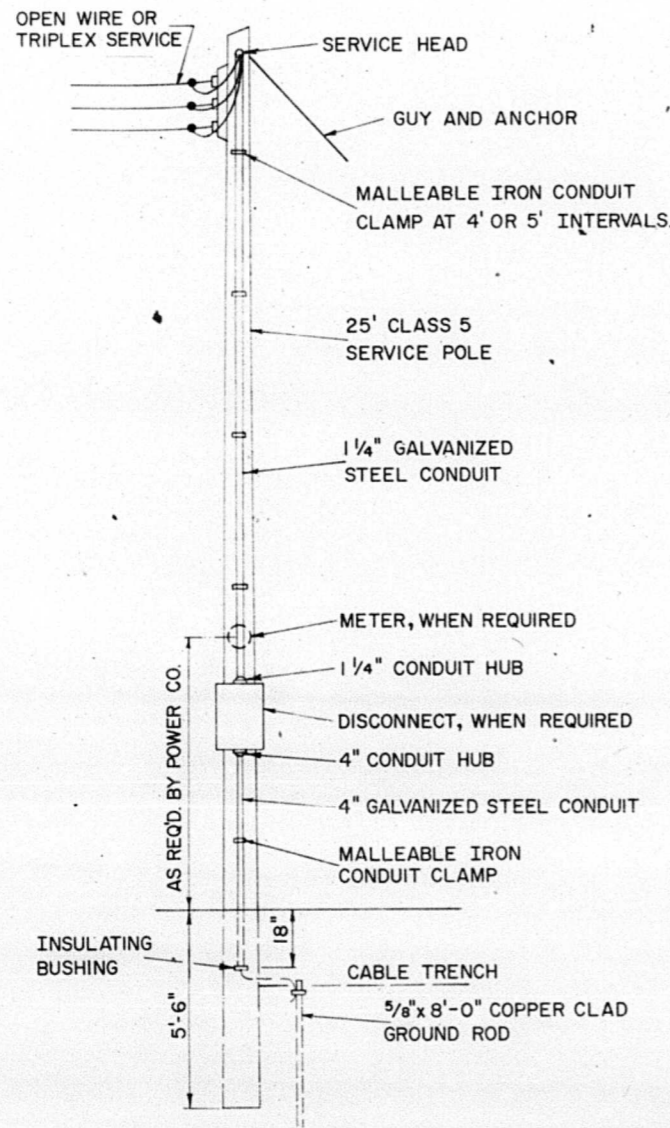 OPEN WIRE OR
TRIPLEX SERVICE
SERVICE HEAD
GUY AND ANCHOR
MALLEABLE IRON CONDUIT
CLAMP AT 4' OR 5' INTERVALS.
25' CLASS 5
SERVICE POLE
1 1/4" GALVANIZED
STEEL CONDUIT
METER, WHEN REQUIRED
1 1/4" CONDUIT HUB
DISCONNECT, WHEN REQUIRED
4" CONDUIT HUB
4" GALVANIZED STEEL CONDUIT
MALLEABLE IRON
CONDUIT CLAMP
AS REQ'D. BY POWER CO.
18"
INSULATING
BUSHING
CABLE TRENCH
5'-6"
5/8" x 8'-0" COPPER CLAD
GROUND ROD